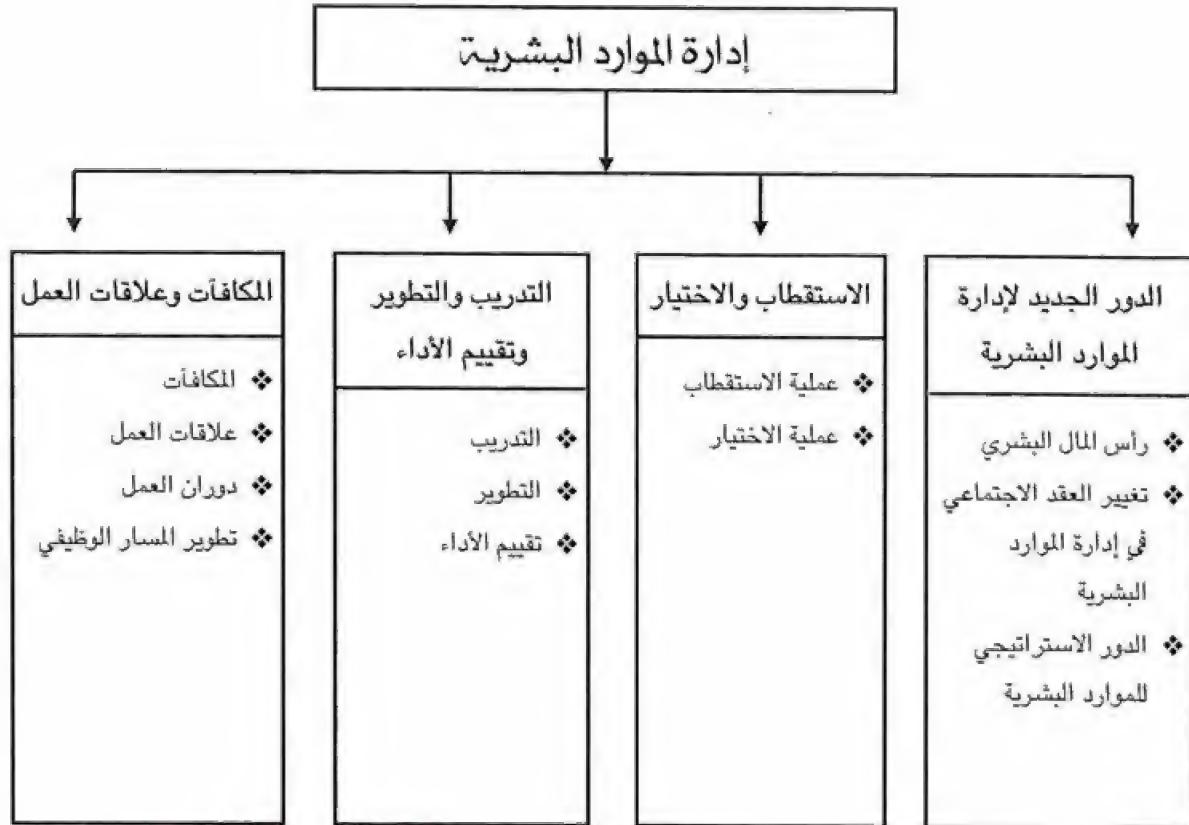 إدارة الموارد البشرية
الدور الجديد لإدارة
الموارد البشرية
❖ رأس المال البشري
❖ تغيير العقد الاجتماعي
في إدارة الموارد
البشرية
❖ الدور الاستراتيجي
للموارد البشرية
الاستقطاب والاختيار
❖ عملية الاستقطاب
❖ عملية الاختيار
التدريب والتطوير
وتقييم الأداء
❖ التدريب
❖ التطوير
❖ تقييم الأداء
المكافآت وعلاقات العمل
❖ المكافآت
❖ علاقات العمل
❖ دوران العمل
❖ تطوير المسار الوظيفي